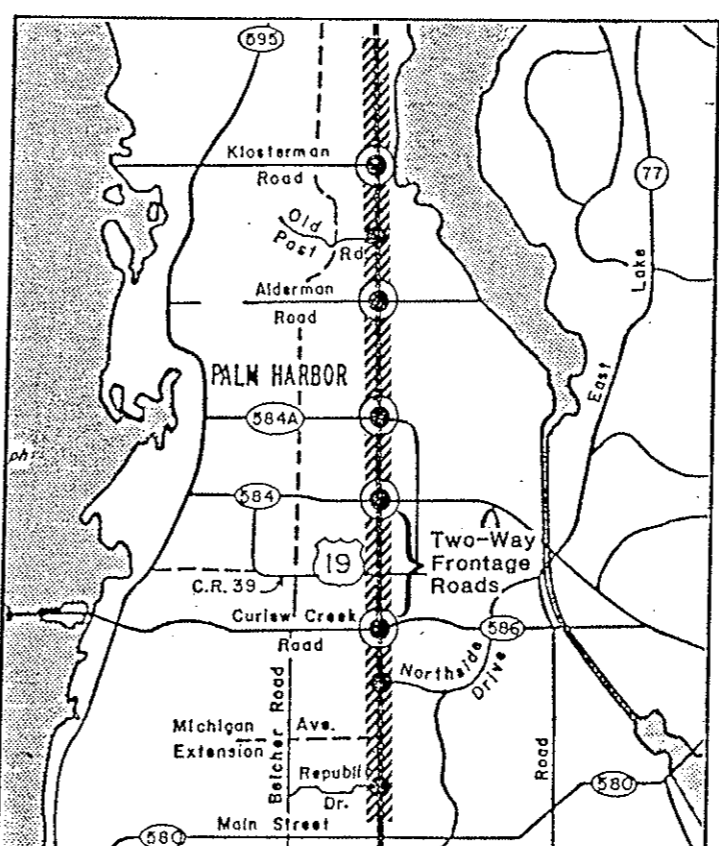 595
Klosterman
Road
77
Old
Post
Rd
Lake
Alderman
Road
PALM HARBOR
East
584A
584
Two-Way
Frontage
Roads
19
C.R. 39
Curlew Creek
Road
586
Northside
Drive
Belcher Road
Michigan Ave.
Extension
Road
Republic
Dr.
580
Main Street
580